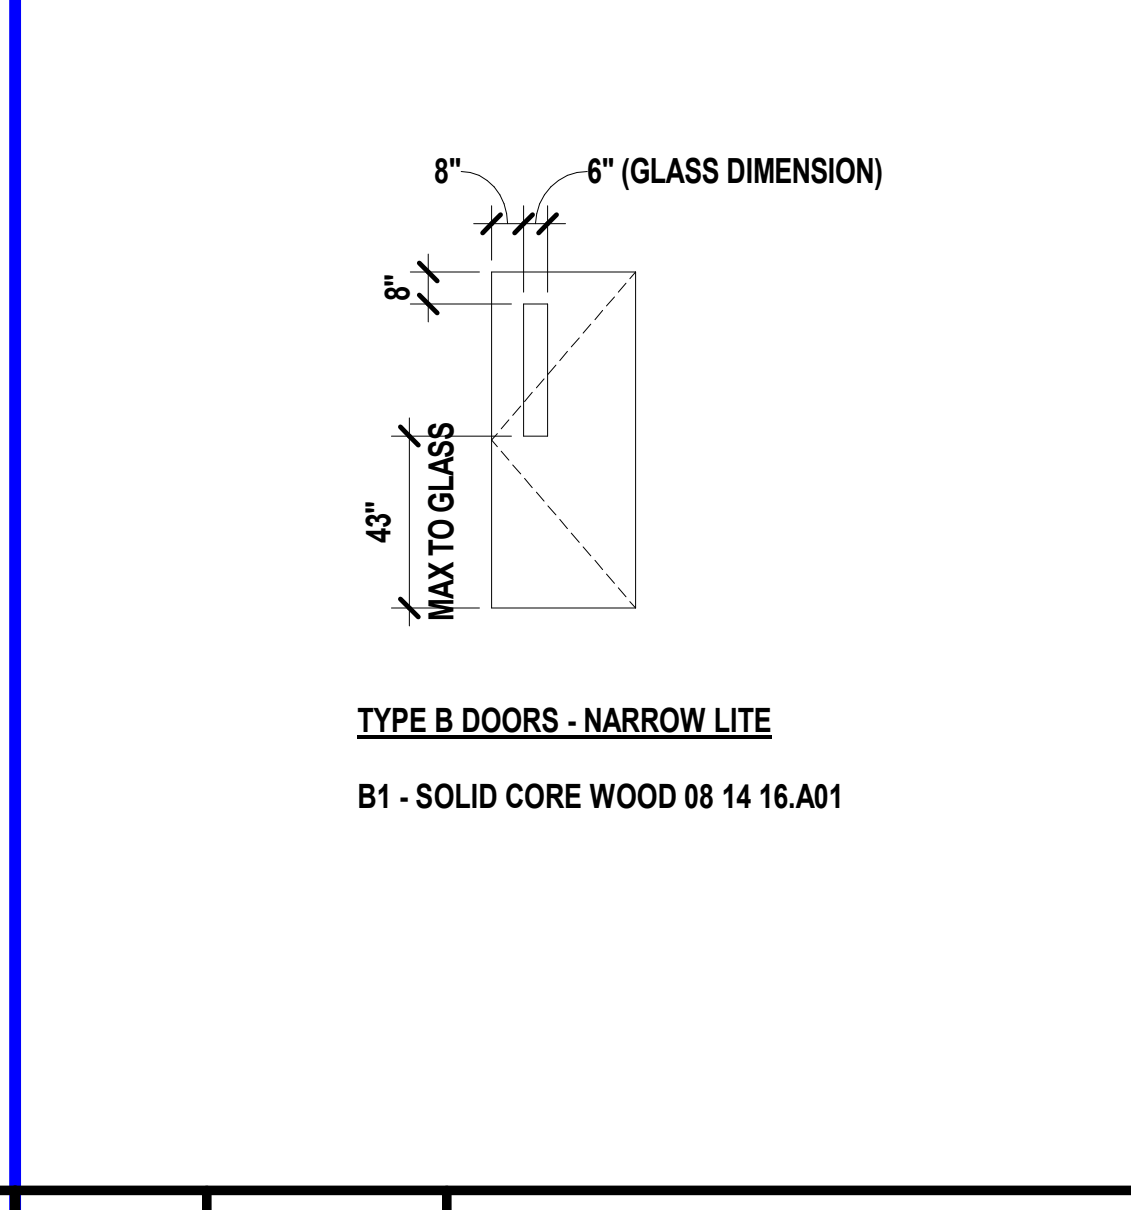 8"
6" (GLASS DIMENSION)
8"
43"
MAX TO GLASS
TYPE B DOORS - NARROW LITE
B1 - SOLID CORE WOOD 08 14 16.A01